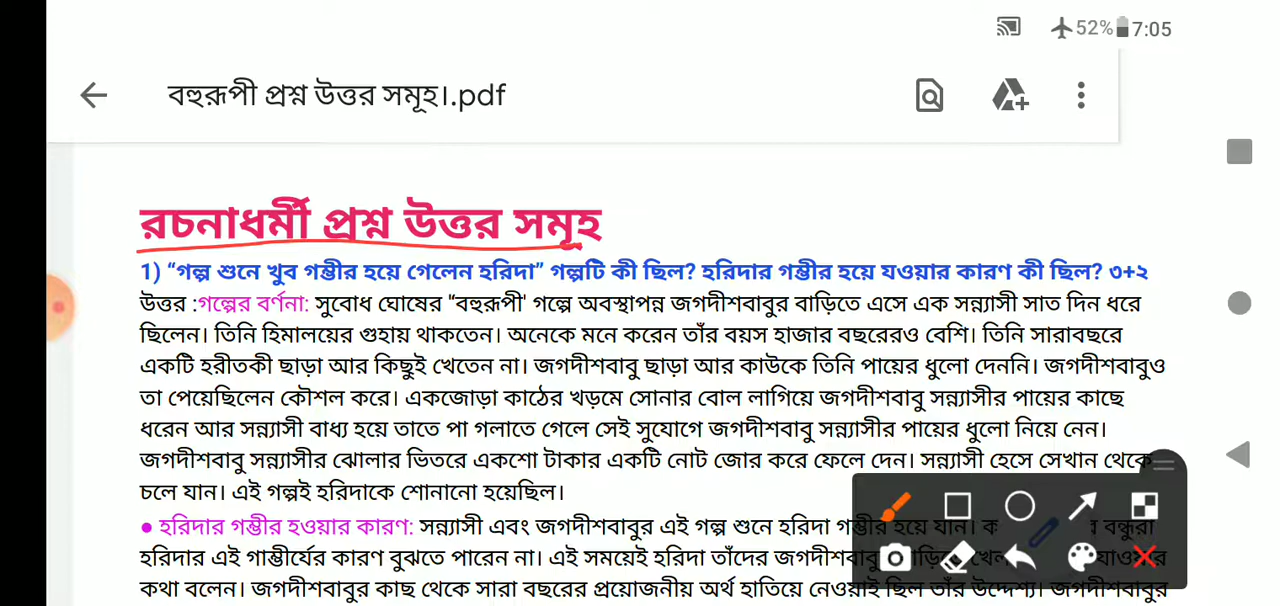 52% 7:05
বহুরূপী প্রশ্ন উত্তর সমূহ।.pdf
রচনাধর্মী প্রশ্ন উত্তর সমূহ
1) “গল্প শুনে খুব গম্ভীর হয়ে গেলেন হরিদা” গল্পটি কী ছিল? হরিদার গম্ভীর হয়ে যওয়ার কারণ কী ছিল? ৩+২
উত্তর :গল্পের বর্ণনা: সুবোধ ঘোষের “বহুরূপী' গল্পে অবস্থাপন্ন জগদীশবাবুর বাড়িতে এসে এক সন্ন্যাসী সাত দিন ধরে
ছিলেন। তিনি হিমালয়ের গুহায় থাকতেন। অনেকে মনে করেন তাঁর বয়স হাজার বছরেরও বেশি। তিনি সারাবছরে
একটি হরীতকী ছাড়া আর কিছুই খেতেন না। জগদীশবাবু ছাড়া আর কাউকে তিনি পায়ের ধুলো দেননি। জগদীশবাবুও
তা পেয়েছিলেন কৌশল করে। একজোড়া কাঠের খড়মে সোনার বোল লাগিয়ে জগদীশবাবু সন্ন্যাসীর পায়ের কাছে
ধরেন আর সন্ন্যাসী বাধ্য হয়ে তাতে পা গলাতে গেলে সেই সুযোগে জগদীশবাবু সন্ন্যাসীর পায়ের ধুলো নিয়ে নেন।
জগদীশবাবু সন্ন্যাসীর ঝোলার ভিতরে একশো টাকার একটি নোট জোর করে ফেলে দেন। সন্ন্যাসী হেসে সেখান থেকে
চলে যান। এই গল্পই হরিদাকে শোনানো হয়েছিল।
● হরিদার গম্ভীর হওয়ার কারণ: সন্ন্যাসী এবং জগদীশবাবুর এই গল্প শুনে হরিদা গম্ভীর হয়ে যান। বন্ধুরা
হরিদার এই গাম্ভীর্যের কারণ বুঝতে পারেন না। এই সময়েই হরিদা তাঁদের জগদীশবাবু
কথা বলেন। জগদীশবাবুর কাছ থেকে সারা বছরের প্রয়োজনীয় অর্থ হাতিয়ে নেওয়াই ছিল তাঁর উদ্দেশ্য। জগদীশবাবুর